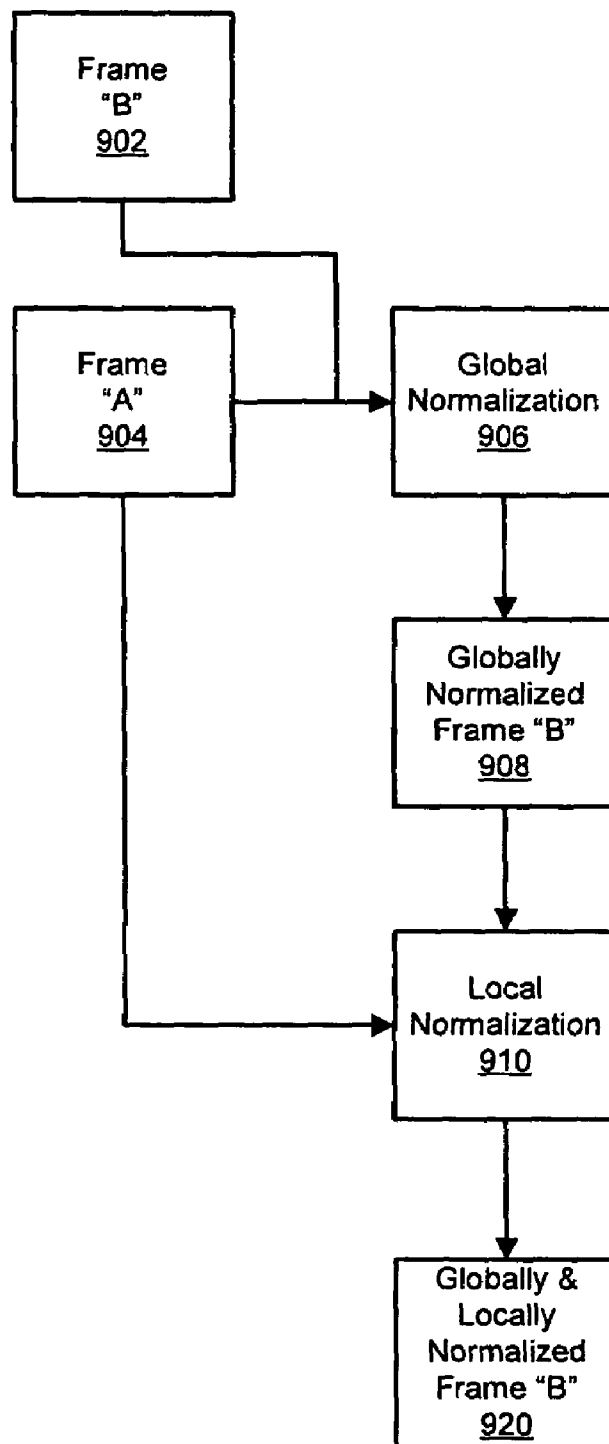 Frame
“B”
902
Frame
“A”
904
Global
Normalization
906
Globally
Normalized
Frame “B”
908
Local
Normalization
910
Globally &
Locally
Normalized
Frame “B”
920